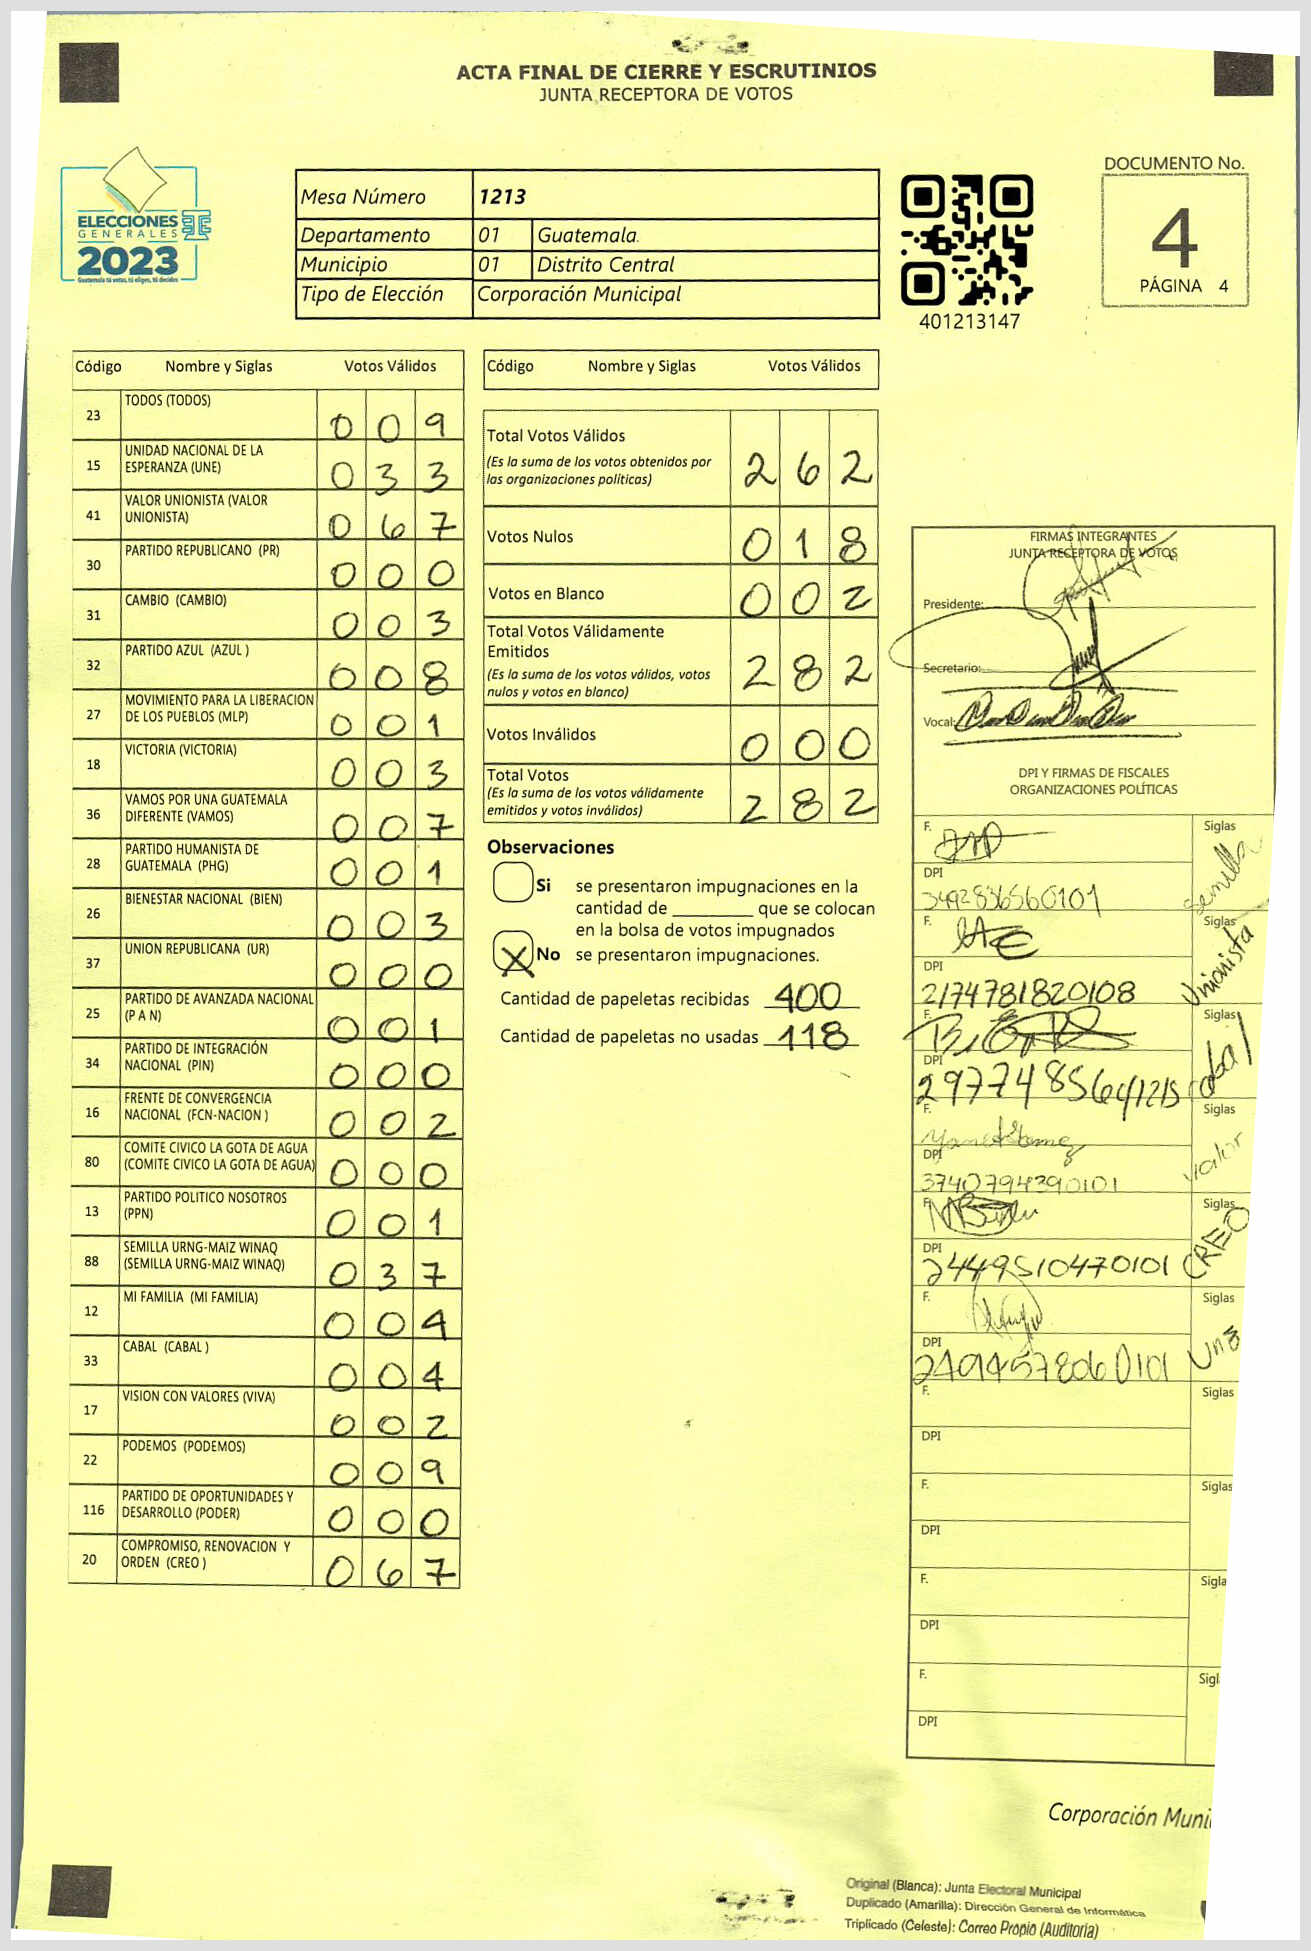 ACTA FINAL DE CIERRE Y ESCRUTINIOS
JUNTA RECEPTORA DE VOTOS
ELECCIONES
GENERALES
2023
Guatemala tú votas, tú eliges, tú decides
Mesa Número 1213
Departamento 01 Guatemala
Municipio 01 Distrito Central
Tipo de Elección Corporación Municipal
401213147
DOCUMENTO No.
4
PÁGINA 4
Código Nombre y Siglas Votos Válidos
23 TODOS (TODOS) 0 0 9
15 UNIDAD NACIONAL DE LA
ESPERANZA (UNE) 0 3 3
41 VALOR UNIONISTA (VALOR
UNIONISTA) 0 6 7
30 PARTIDO REPUBLICANO (PR) 0 0 0
31 CAMBIO (CAMBIO) 0 0 3
32 PARTIDO AZUL (AZUL ) 0 0 8
27 MOVIMIENTO PARA LA LIBERACION
DE LOS PUEBLOS (MLP) 0 0 1
18 VICTORIA (VICTORIA) 0 0 3
36 VAMOS POR UNA GUATEMALA
DIFERENTE (VAMOS) 0 0 7
28 PARTIDO HUMANISTA DE
GUATEMALA (PHG) 0 0 1
26 BIENESTAR NACIONAL (BIEN) 0 0 3
37 UNION REPUBLICANA (UR) 0 0 0
25 PARTIDO DE AVANZADA NACIONAL
(P A N) 0 0 1
34 PARTIDO DE INTEGRACIÓN
NACIONAL (PIN) 0 0 0
16 FRENTE DE CONVERGENCIA
NACIONAL (FCN-NACION ) 0 0 2
80 COMITE CIVICO LA GOTA DE AGUA
(COMITE CIVICO LA GOTA DE AGUA) 0 0 0
13 PARTIDO POLITICO NOSOTROS
(PPN) 0 0 1
88 SEMILLA URNG-MAIZ WINAQ
(SEMILLA URNG-MAIZ WINAQ) 0 3 7
12 MI FAMILIA (MI FAMILIA) 0 0 4
33 CABAL (CABAL ) 0 0 4
17 VISION CON VALORES (VIVA) 0 0 2
22 PODEMOS (PODEMOS) 0 0 9
116 PARTIDO DE OPORTUNIDADES Y
DESARROLLO (PODER) 0 0 0
20 COMPROMISO, RENOVACION Y
ORDEN (CREO ) 0 6 7
Código Nombre y Siglas Votos Válidos
Total Votos Válidos
(Es la suma de los votos obtenidos por
las organizaciones políticas) 2 6 2
Votos Nulos 0 1 8
Votos en Blanco 0 0 2
Total Votos Válidamente
Emitidos
(Es la suma de los votos válidos, votos
nulos y votos en blanco) 2 8 2
Votos Inválidos 0 0 0
Total Votos
(Es la suma de los votos válidamente
emitidos y votos inválidos) 2 8 2
Observaciones
Si se presentaron impugnaciones en la
cantidad de ________ que se colocan
en la bolsa de votos impugnados
X No se presentaron impugnaciones.
Cantidad de papeletas recibidas 400
Cantidad de papeletas no usadas 118
FIRMAS INTEGRANTES
JUNTA RECEPTORA DE VOTOS
Presidente:
Secretario:
Vocal:
DPI Y FIRMAS DE FISCALES
ORGANIZACIONES POLÍTICAS
F. Siglas
DPI Semilla
F. Siglas
DPI Unionista
2174781820108
F. Siglas
DPI
F. Siglas
DPI Valor
3740794390101
F. Siglas
DPI CREO
2449510470101
F. Siglas
DPI Une
F. Siglas
DPI
F. Siglas
DPI
F. Sigla
DPI
F. Sigl
DPI
Corporación Muni
Original (Blanca): Junta Electoral Municipal
Duplicado (Amarilla): Dirección General de Informática
Triplicado (Celeste): Correo Propio (Auditoria)